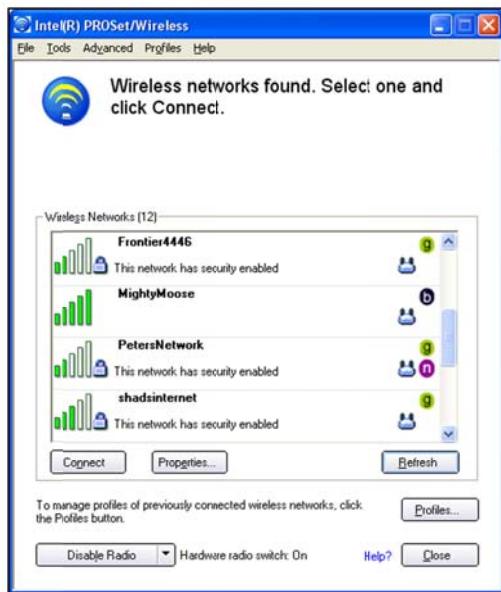 Intel(R) PROSet/Wireless
File Tools Advanced Profiles Help
Wireless networks found. Select one and
click Connect.
Wireless Networks (12)
Frontier4446
g
This network has security enabled
MightyMoose
b
PetersNetwork
g
This network has security enabled
n
shadsinternet
g
This network has security enabled
Connect Properties... Refresh
To manage profiles of previously connected wireless networks, click
the Profiles button.
Profiles...
Disable Radio Hardware radio switch: On Help? Close